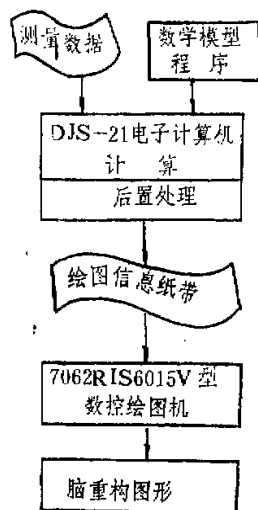 测量数据
数学模型
程序
DJS-21电子计算机
计算
后置处理
绘图信息纸带
7062RIS6015V型
数控绘图机
脑重构图形